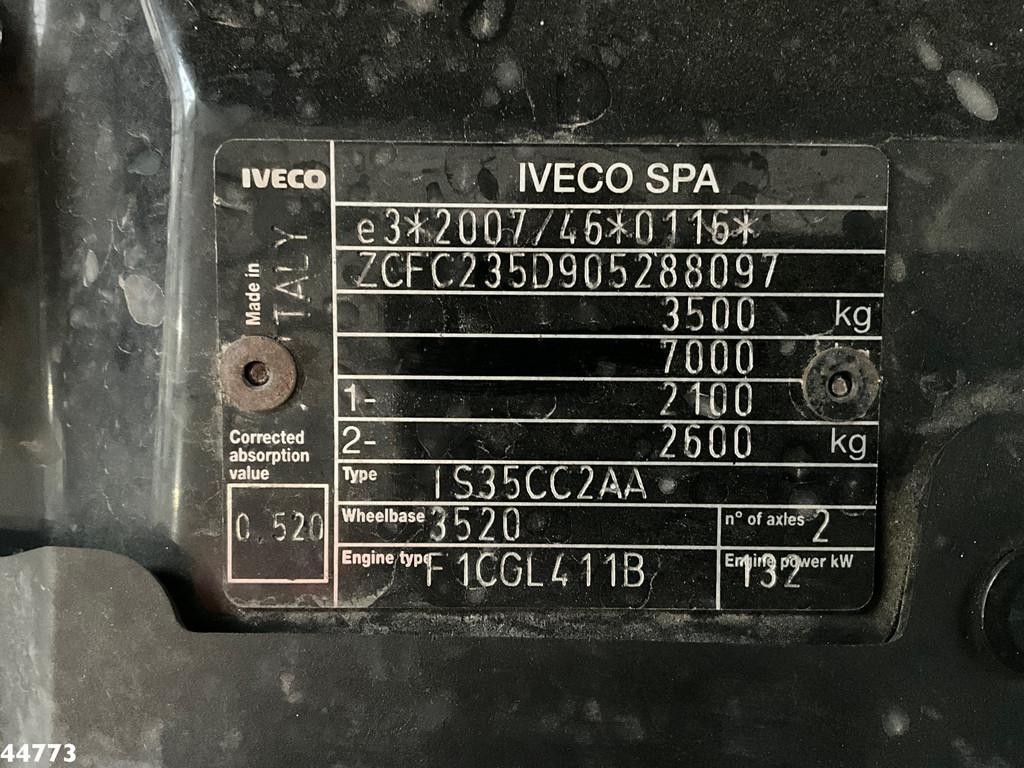 IVECO
IVECO SPA
e3*2007/46*0116*
ZCFC235D905288097
3500 kg
7000
1- 2100
2- 2600 kg
Made in ITALY
Corrected
absorption
value
0.520
Type IS35CC2AA
Wheelbase 3520
n° of axles 2
Engine type F1CGL411B
Engine power kW 132
44773